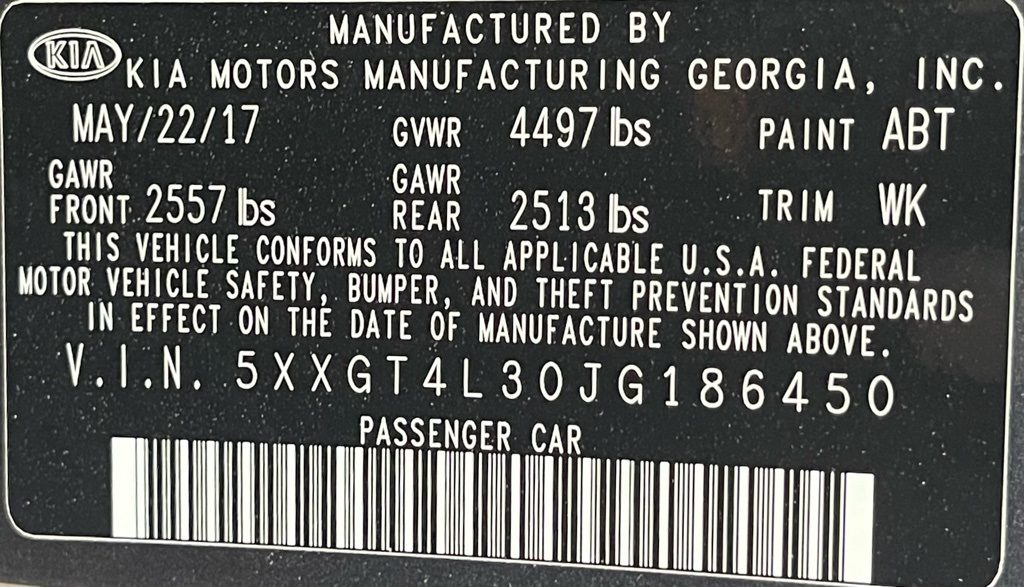 MANUFACTURED BY
KIA KIA MOTORS MANUFACTURING GEORGIA, INC.
MAY/22/17 GVWR 4497 lbs PAINT ABT
GAWR GAWR
FRONT 2557 lbs REAR 2513 lbs TRIM WK
THIS VEHICLE CONFORMS TO ALL APPLICABLE U.S.A. FEDERAL
MOTOR VEHICLE SAFETY, BUMPER, AND THEFT PREVENTION STANDARDS
IN EFFECT ON THE DATE OF MANUFACTURE SHOWN ABOVE.
V.I.N. 5XXGT4L30JG186450
PASSENGER CAR